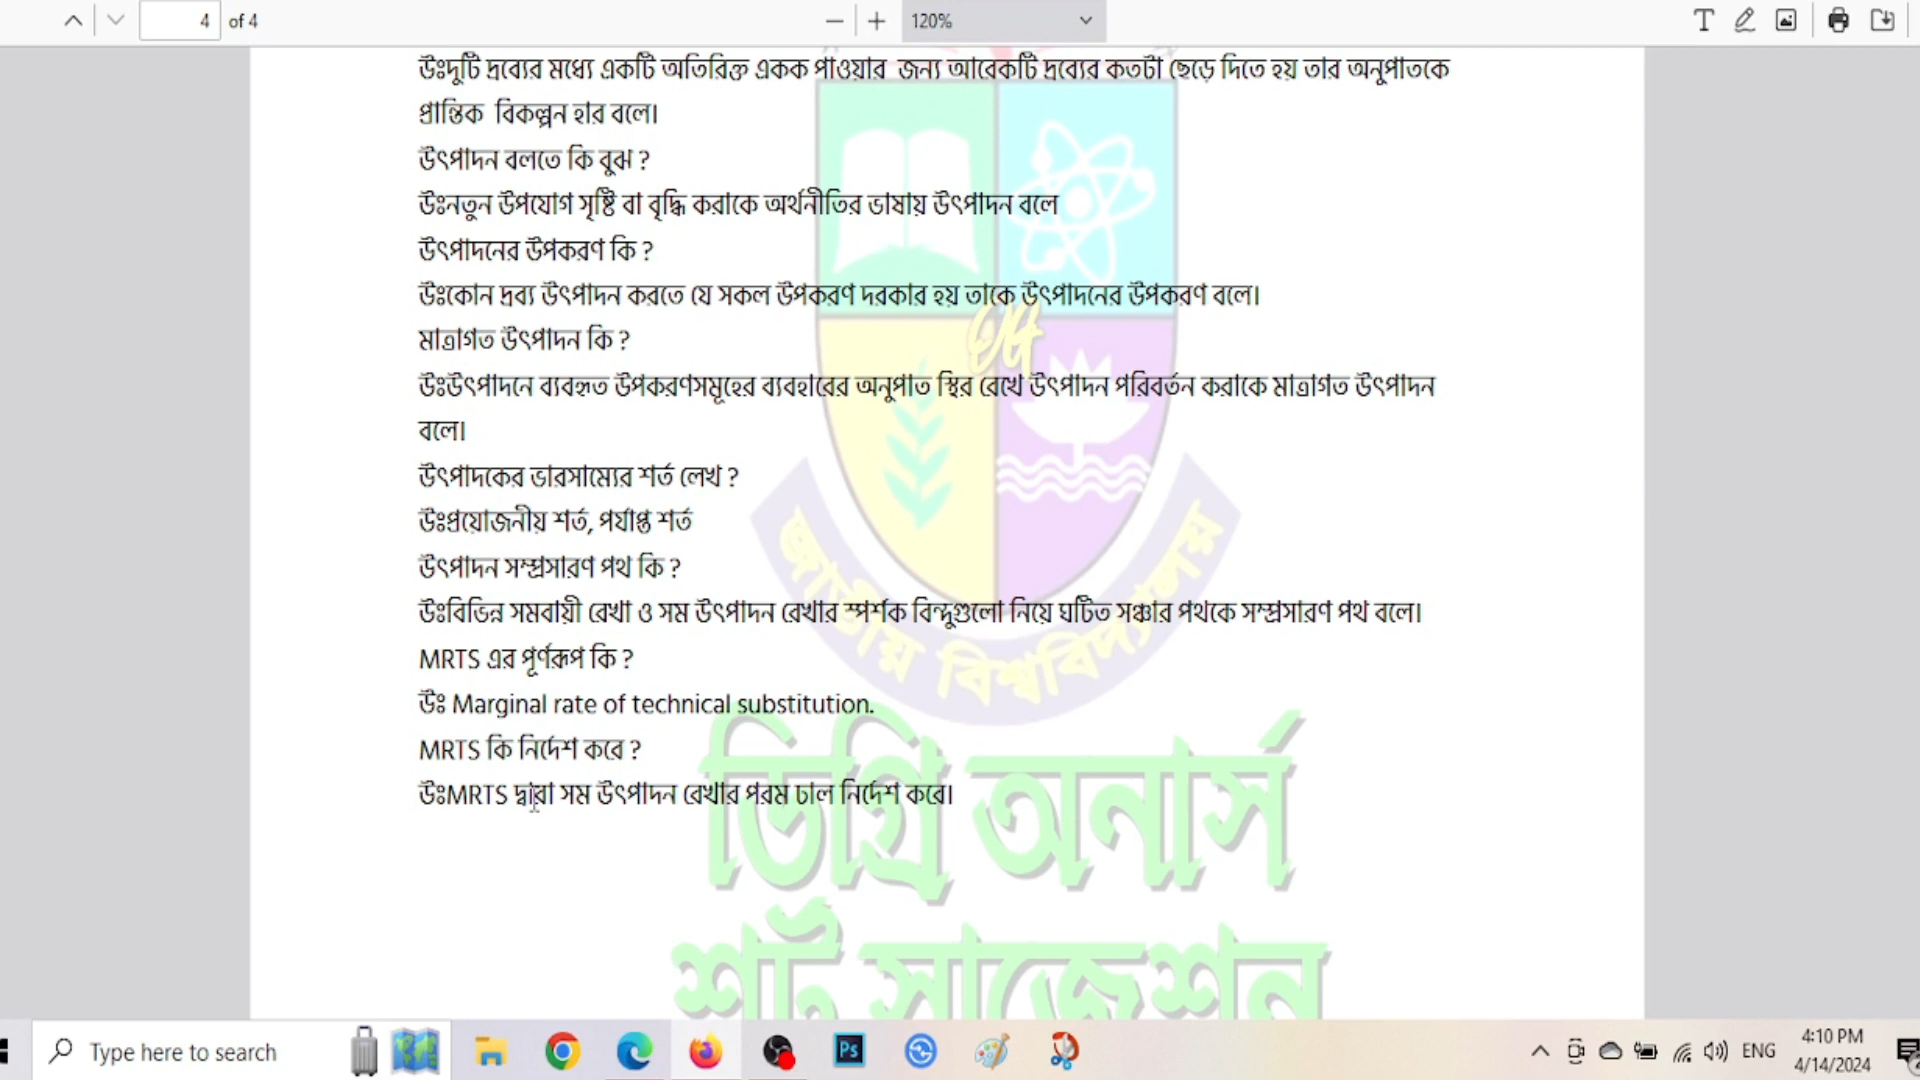 4 of 4
120%
উঃদুটি দ্রব্যের মধ্যে একটি অতিরিক্ত একক পাওয়ার জন্য আরেকটি দ্রব্যের কতটা ছেড়ে দিতে হয় তার অনুপাতকে
প্রান্তিক বিকল্পন হার বলে।
উৎপাদন বলতে কি বুঝ ?
উঃনতুন উপযোগ সৃষ্টি বা বৃদ্ধি করাকে অর্থনীতির ভাষায় উৎপাদন বলে
উৎপাদনের উপকরণ কি ?
উঃকোন দ্রব্য উৎপাদন করতে যে সকল উপকরণ দরকার হয় তাকে উৎপাদনের উপকরণ বলে।
মাত্রাগত উৎপাদন কি ?
উঃউৎপাদনে ব্যবহৃত উপকরণসমূহের ব্যবহারের অনুপাত স্থির রেখে উৎপাদন পরিবর্তন করাকে মাত্রাগত উৎপাদন
বলে।
উৎপাদকের ভারসাম্যের শর্ত লেখ ?
উঃপ্রয়োজনীয় শর্ত, পর্যাপ্ত শর্ত
উৎপাদন সম্প্রসারণ পথ কি ?
উঃবিভিন্ন সমবায়ী রেখা ও সম উৎপাদন রেখার স্পর্শক বিন্দুগুলো নিয়ে ঘটিত সঞ্চার পথকে সম্প্রসারণ পথ বলে।
MRTS এর পূর্ণরূপ কি ?
উঃ Marginal rate of technical substitution.
MRTS কি নির্দেশ করে ?
উঃMRTS দ্বারা সম উৎপাদন রেখার পরম ঢাল নির্দেশ করে।
জাতীয় বিশ্ববিদ্যালয়
ডিগ্রি অনার্স
শর্ট সাজেশন
Type here to search
Ps
ENG
4:10 PM
4/14/2024